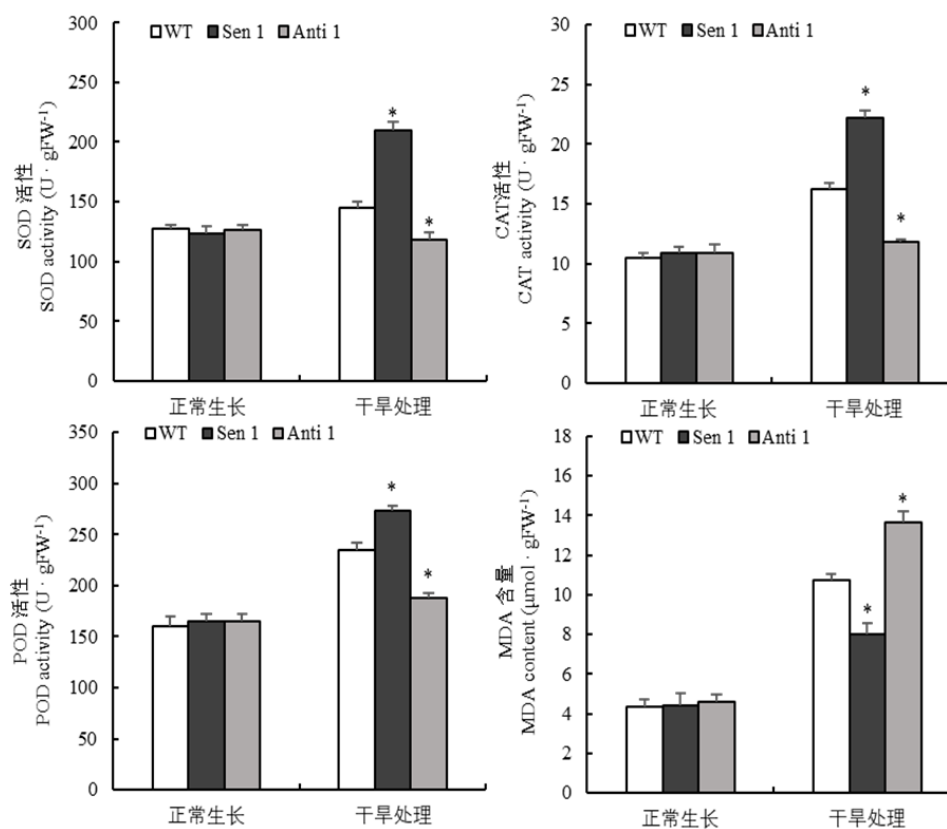 SOD 活性
SOD activity (U · gFW⁻¹)
300
250
200
150
100
50
0
WT Sen 1 Anti 1
*
*
正常生长 干旱处理
CAT活性
CAT activity (U · gFW⁻¹)
30
25
20
15
10
5
0
WT Sen 1 Anti 1
*
*
正常生长 干旱处理
POD 活性
POD activity (U · gFW⁻¹)
350
300
250
200
150
100
50
0
WT Sen 1 Anti 1
*
*
正常生长 干旱处理
MDA 含量
MDA content (μmol · gFW⁻¹)
18
16
14
12
10
8
6
4
2
0
WT Sen 1 Anti 1
*
*
正常生长 干旱处理